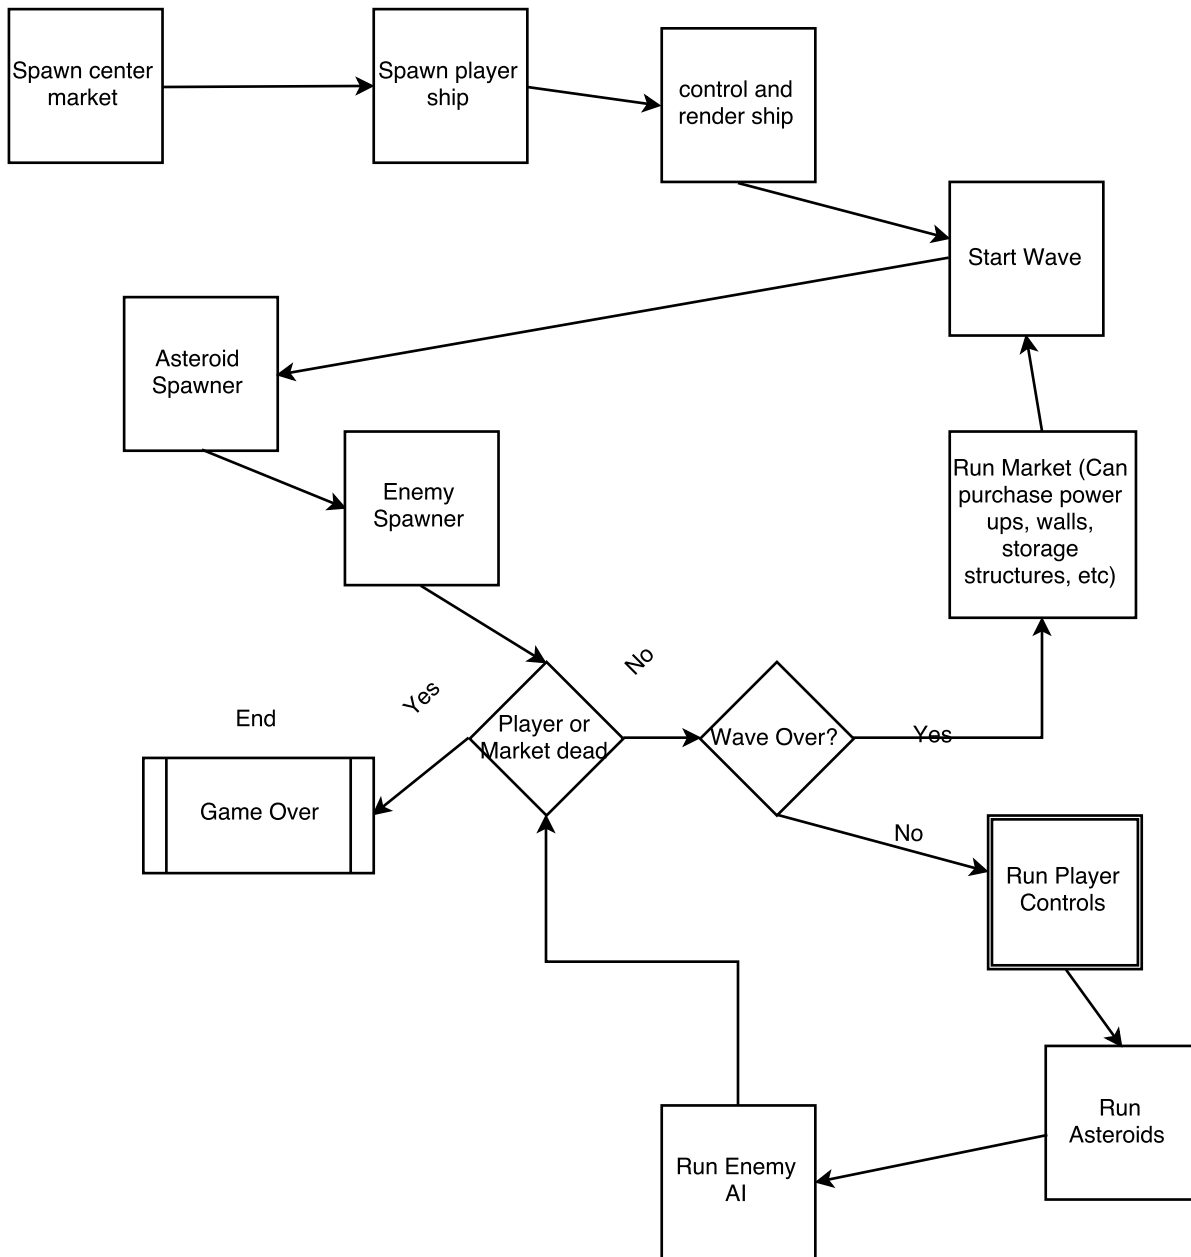 Spawn center
market
Spawn player
ship
control and
render ship
Start Wave
Asteroid
Spawner
Enemy
Spawner
Run Market (Can
purchase power
ups, walls,
storage
structures, etc)
No
Yes
End
Player or
Market dead
Wave Over?
Yes
Game Over
No
Run Player
Controls
Run
Asteroids
Run Enemy
AI